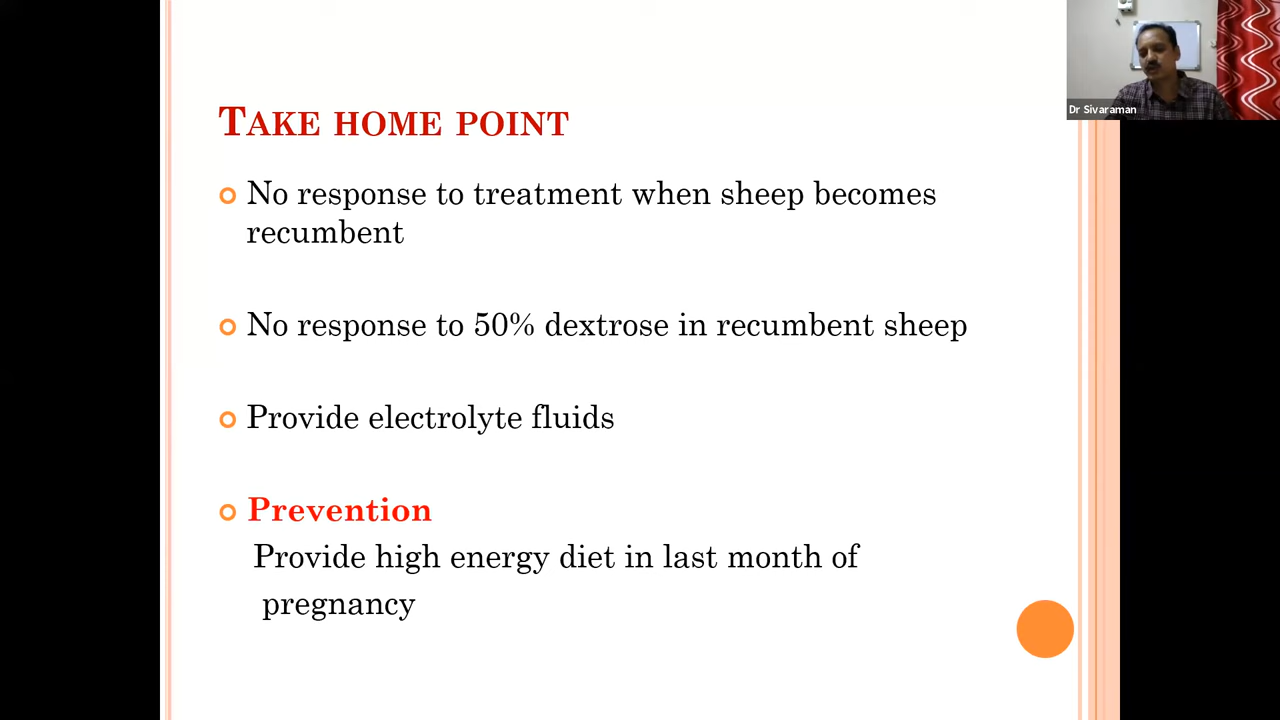 TAKE HOME POINT
No response to treatment when sheep becomes
recumbent
No response to 50% dextrose in recumbent sheep
Provide electrolyte fluids
Prevention
Provide high energy diet in last month of
pregnancy
Dr Sivaraman